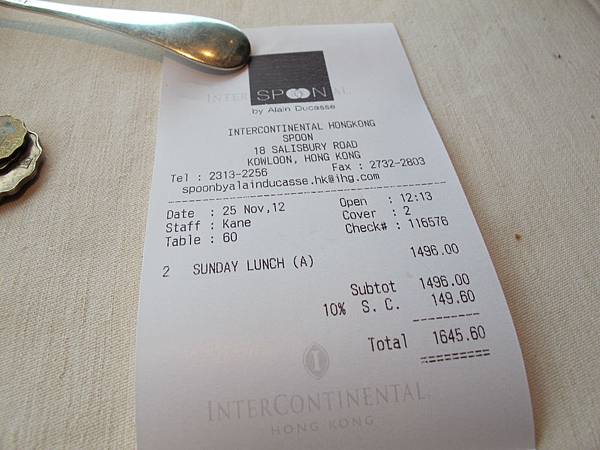 SPOON
by Alain Ducasse
INTERCONTINENTAL HONGKONG
SPOON
18 SALISBURY ROAD
KOWLOON, HONG KONG
Tel : 2313-2256 Fax : 2732-2803
spoonbyalainducasse.hk@ihg.com
Date : 25 Nov,12 Open : 12:13
Staff : Kane Cover : 2
Table : 60 Check# : 116576
2 SUNDAY LUNCH (A) 1496.00
Subtot 1496.00
10% S. C. 149.60
Total 1645.60
INTERCONTINENTAL.
HONG KONG